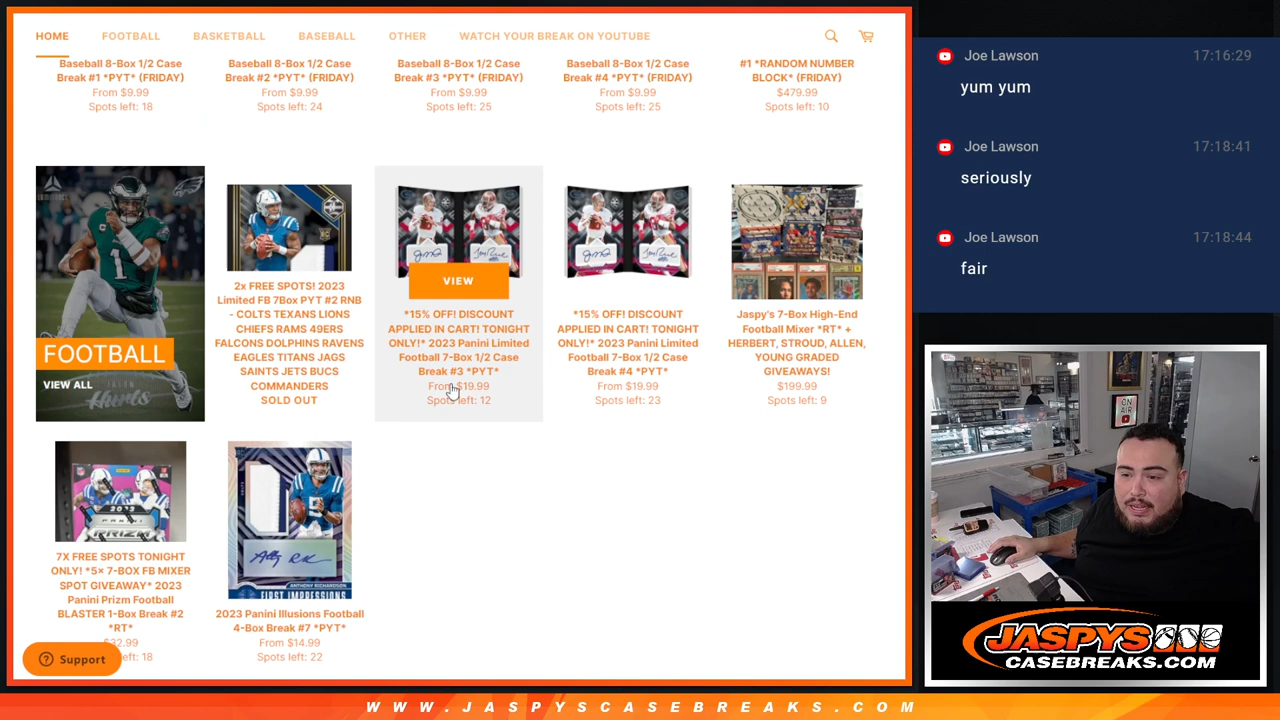 HOME FOOTBALL BASKETBALL BASEBALL OTHER WATCH YOUR BREAK ON YOUTUBE
Baseball 8-Box 1/2 Case
Break #1 *PYT* (FRIDAY)
From $9.99
Spots left: 18
Baseball 8-Box 1/2 Case
Break #2 *PYT* (FRIDAY)
From $9.99
Spots left: 24
Baseball 8-Box 1/2 Case
Break #3 *PYT* (FRIDAY)
From $9.99
Spots left: 25
Baseball 8-Box 1/2 Case
Break #4 *PYT* (FRIDAY)
From $9.99
Spots left: 25
#1 *RANDOM NUMBER
BLOCK* (FRIDAY)
$479.99
Spots left: 10
FOOTBALL
VIEW ALL
2x FREE SPOTS! 2023
Limited FB 7Box PYT #2 RNB
- COLTS TEXANS LIONS
CHIEFS RAMS 49ERS
FALCONS DOLPHINS RAVENS
EAGLES TITANS JAGS
SAINTS JETS BUCS
COMMANDERS
SOLD OUT
VIEW
*15% OFF! DISCOUNT
APPLIED IN CART! TONIGHT
ONLY!* 2023 Panini Limited
Football 7-Box 1/2 Case
Break #3 *PYT*
From $19.99
Spots left: 12
*15% OFF! DISCOUNT
APPLIED IN CART! TONIGHT
ONLY!* 2023 Panini Limited
Football 7-Box 1/2 Case
Break #4 *PYT*
From $19.99
Spots left: 23
Jaspy's 7-Box High-End
Football Mixer *RT* +
HERBERT, STROUD, ALLEN,
YOUNG GRADED
GIVEAWAYS!
$199.99
Spots left: 9
2023
PRIZM
7X FREE SPOTS TONIGHT
ONLY! *5x 7-BOX FB MIXER
SPOT GIVEAWAY* 2023
Panini Prizm Football
BLASTER 1-Box Break #2
*RT*
$32.99
left: 18
ANTHONY RICHARDSON
FIRST IMPRESSIONS
2023 Panini Illusions Football
4-Box Break #7 *PYT*
From $14.99
Spots left: 22
Support
Joe Lawson 17:16:29
yum yum
Joe Lawson 17:18:41
seriously
Joe Lawson 17:18:44
fair
ON
AIR
JASPYS
CASEBREAKS.COM
WWW.JASPYSCASEBREAKS.COM